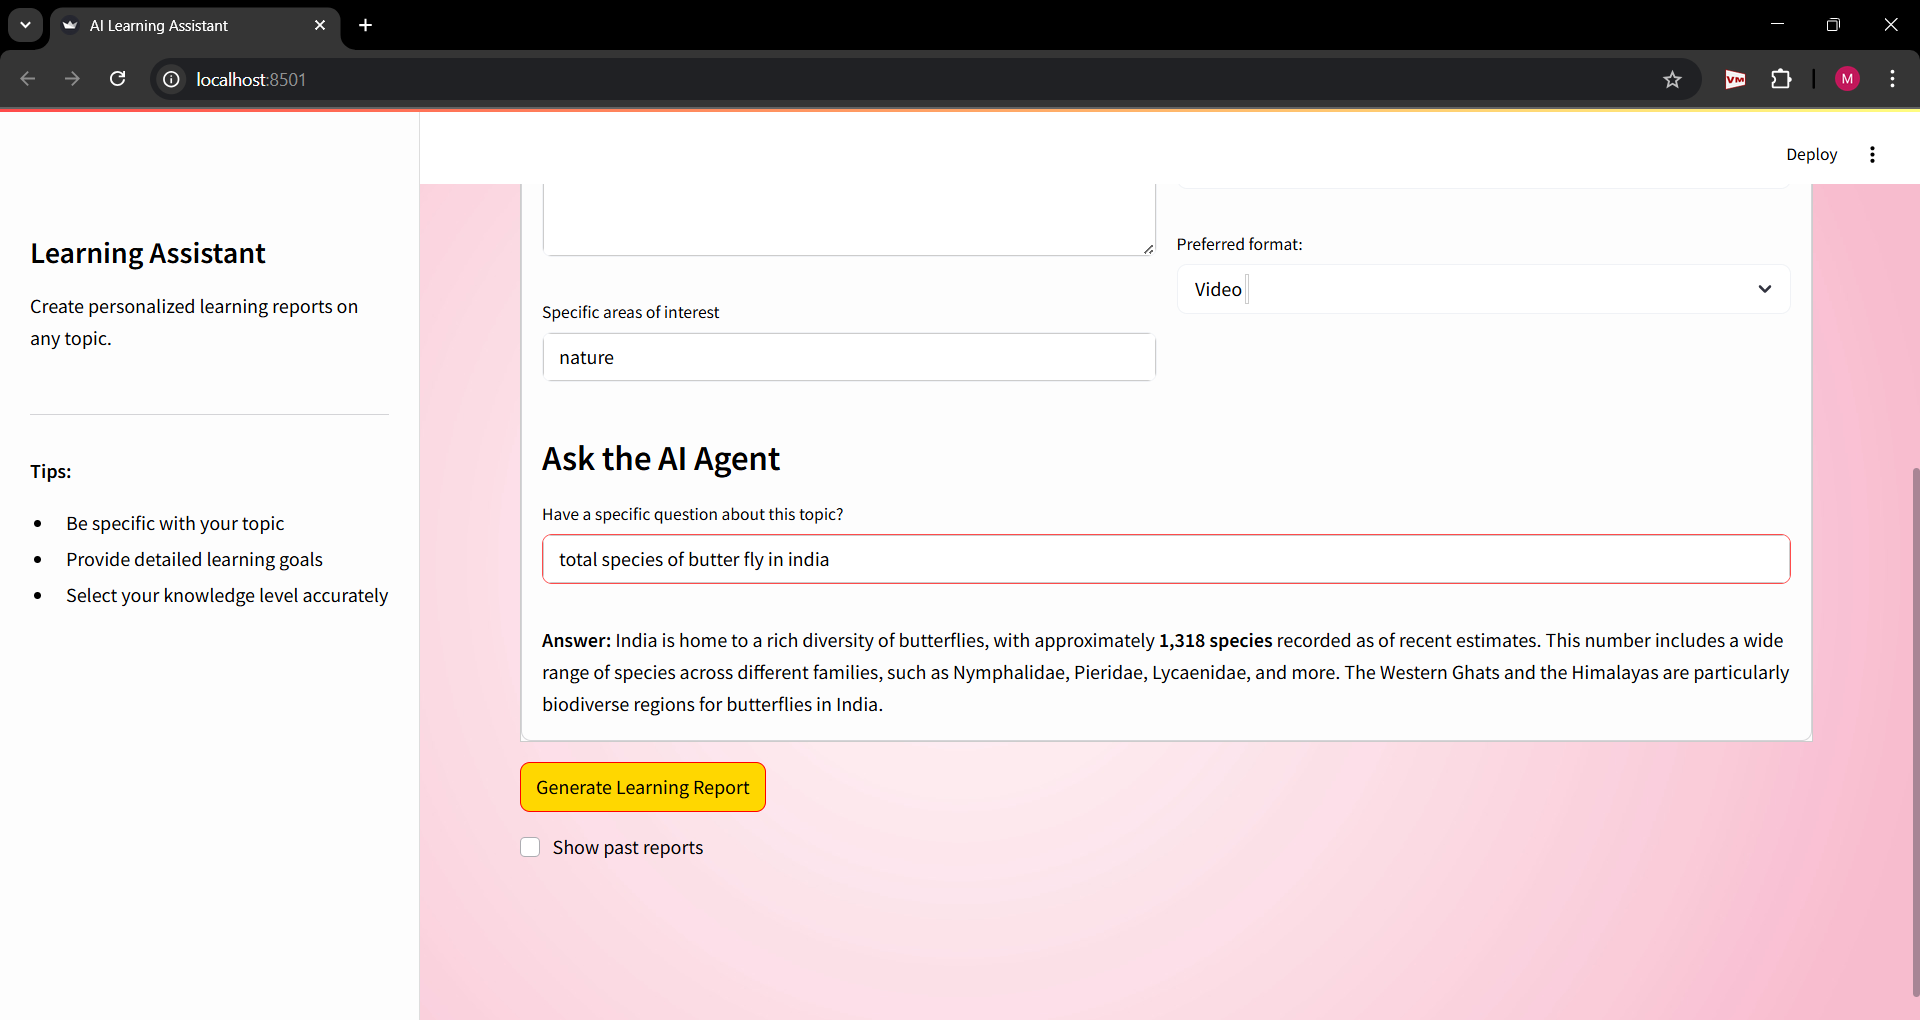 AI Learning Assistant
localhost:8501
VM
M
Deploy
Learning Assistant
Create personalized learning reports on
any topic.
Tips:
Be specific with your topic
Provide detailed learning goals
Select your knowledge level accurately
Preferred format:
Video
Specific areas of interest
nature
Ask the AI Agent
Have a specific question about this topic?
total species of butter fly in india
Answer: India is home to a rich diversity of butterflies, with approximately 1,318 species recorded as of recent estimates. This number includes a wide
range of species across different families, such as Nymphalidae, Pieridae, Lycaenidae, and more. The Western Ghats and the Himalayas are particularly
biodiverse regions for butterflies in India.
Generate Learning Report
Show past reports